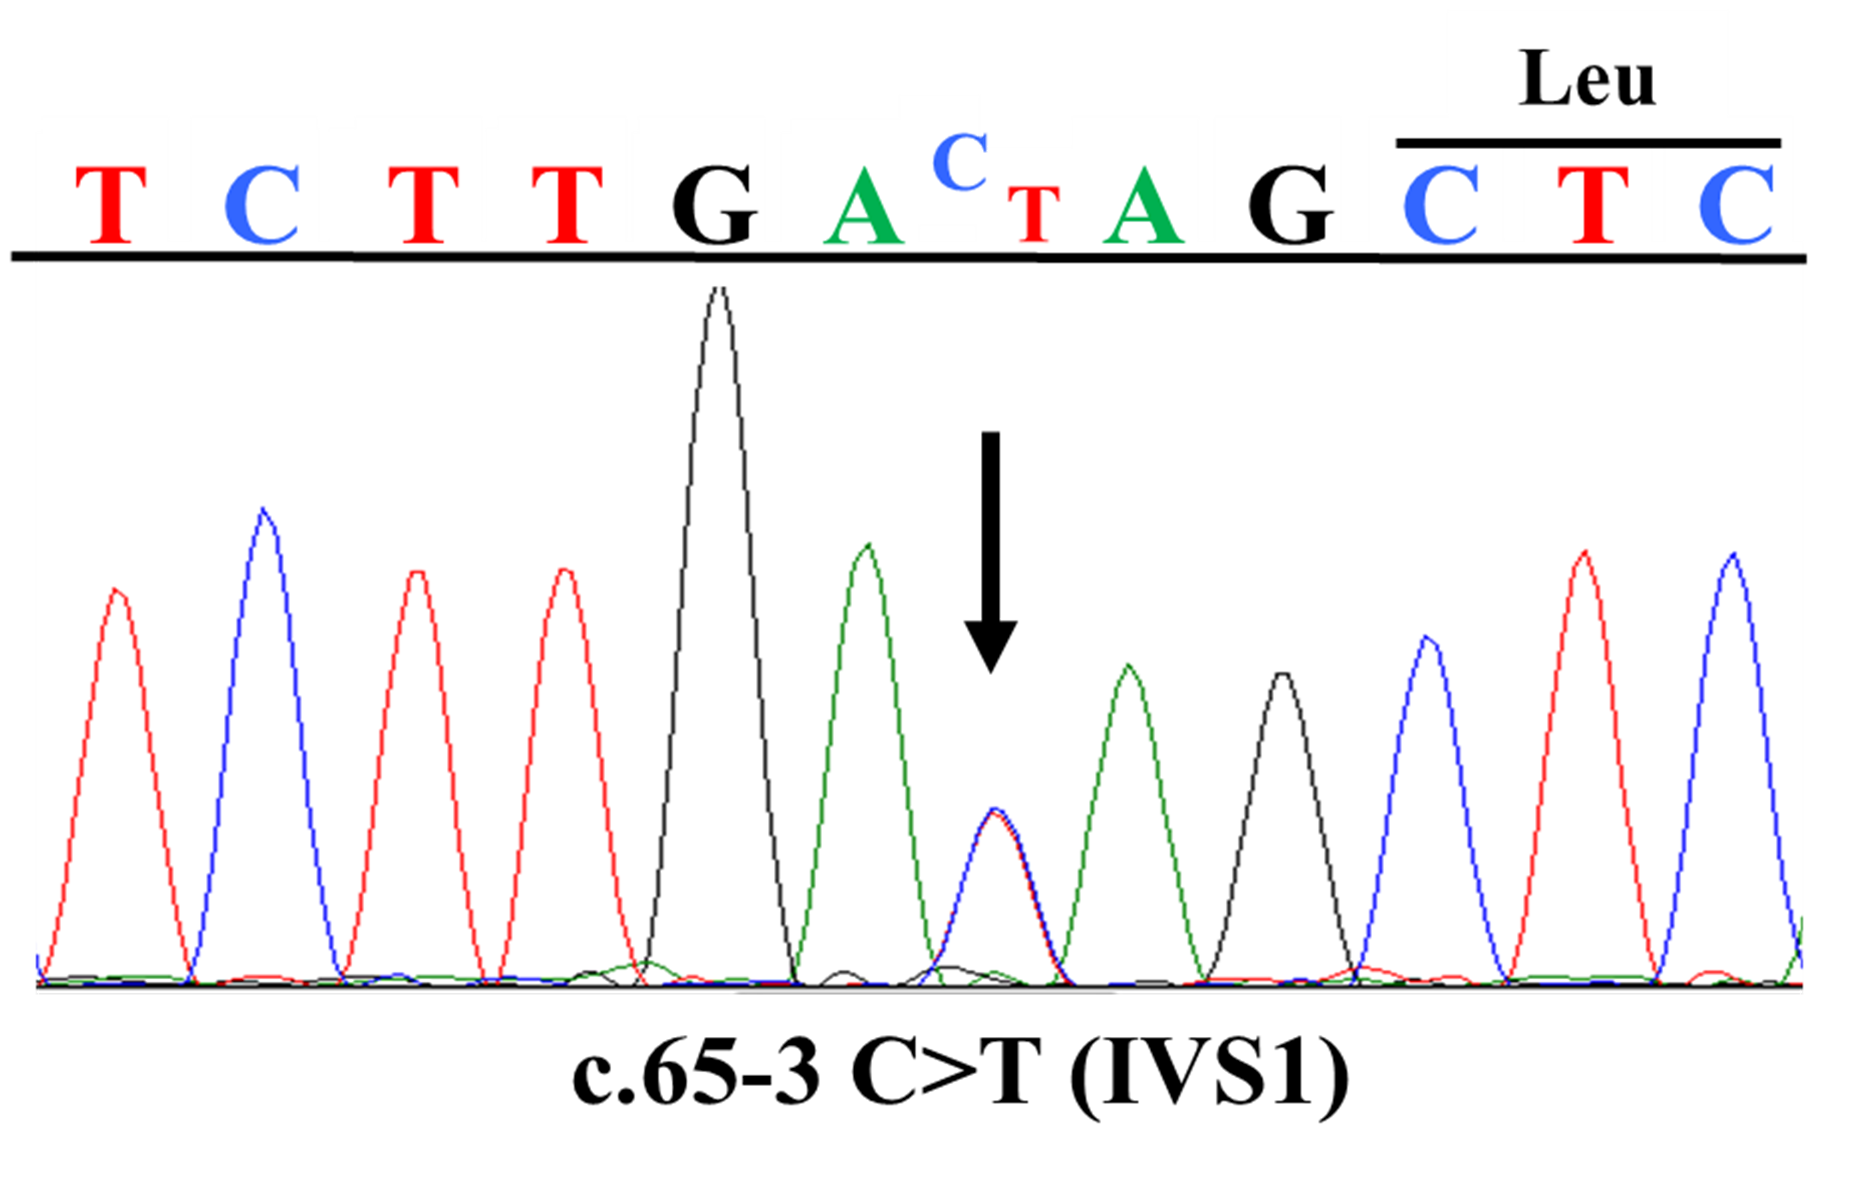 Leu
T C T T G A C T A G C T C
c.65-3 C>T (IVS1)